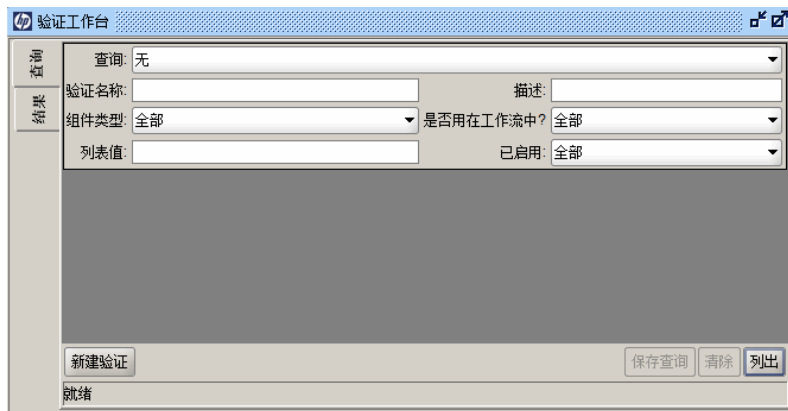 hp 验证工作台
查询
结果
查询: 无
验证名称: 描述:
组件类型: 全部 是否用在工作流中? 全部
列表值: 已启用: 全部
新建验证 保存查询 清除 列出
就绪